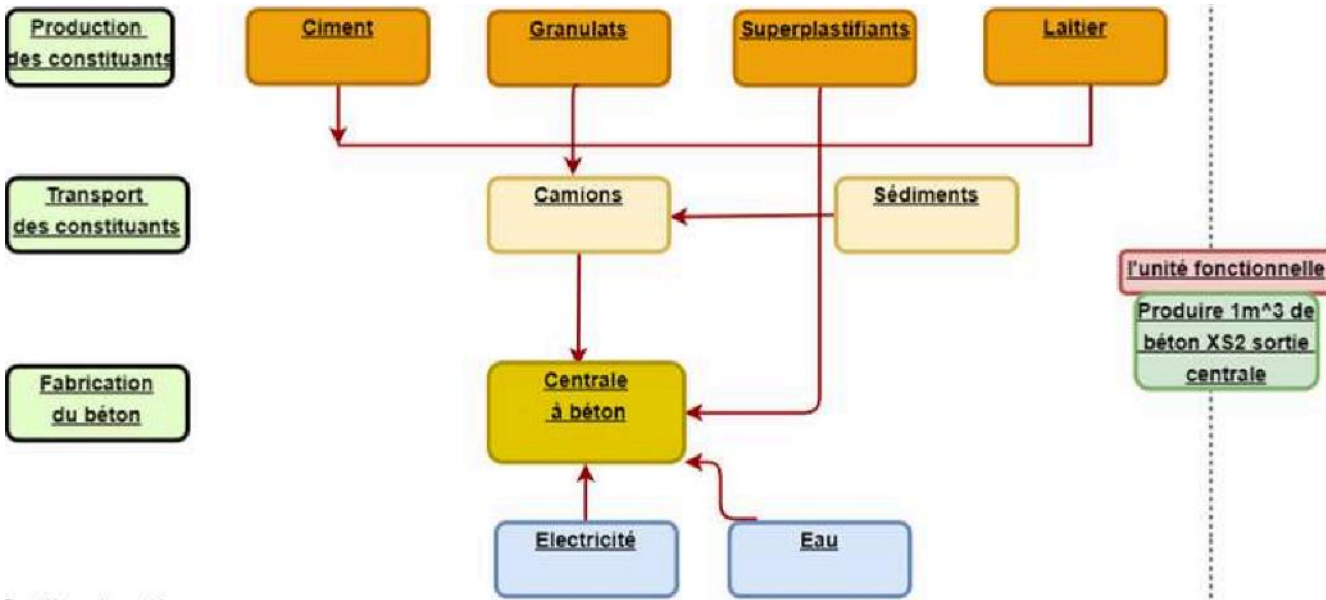 Production
des constituants
Ciment
Granulats
Superplastifiants
Laitier
Transport
des constituants
Camions
Sédiments
l'unité fonctionnelle
Produire 1m^3 de
béton XS2 sortie
centrale
Fabrication
du béton
Centrale
à béton
Electricité
Eau